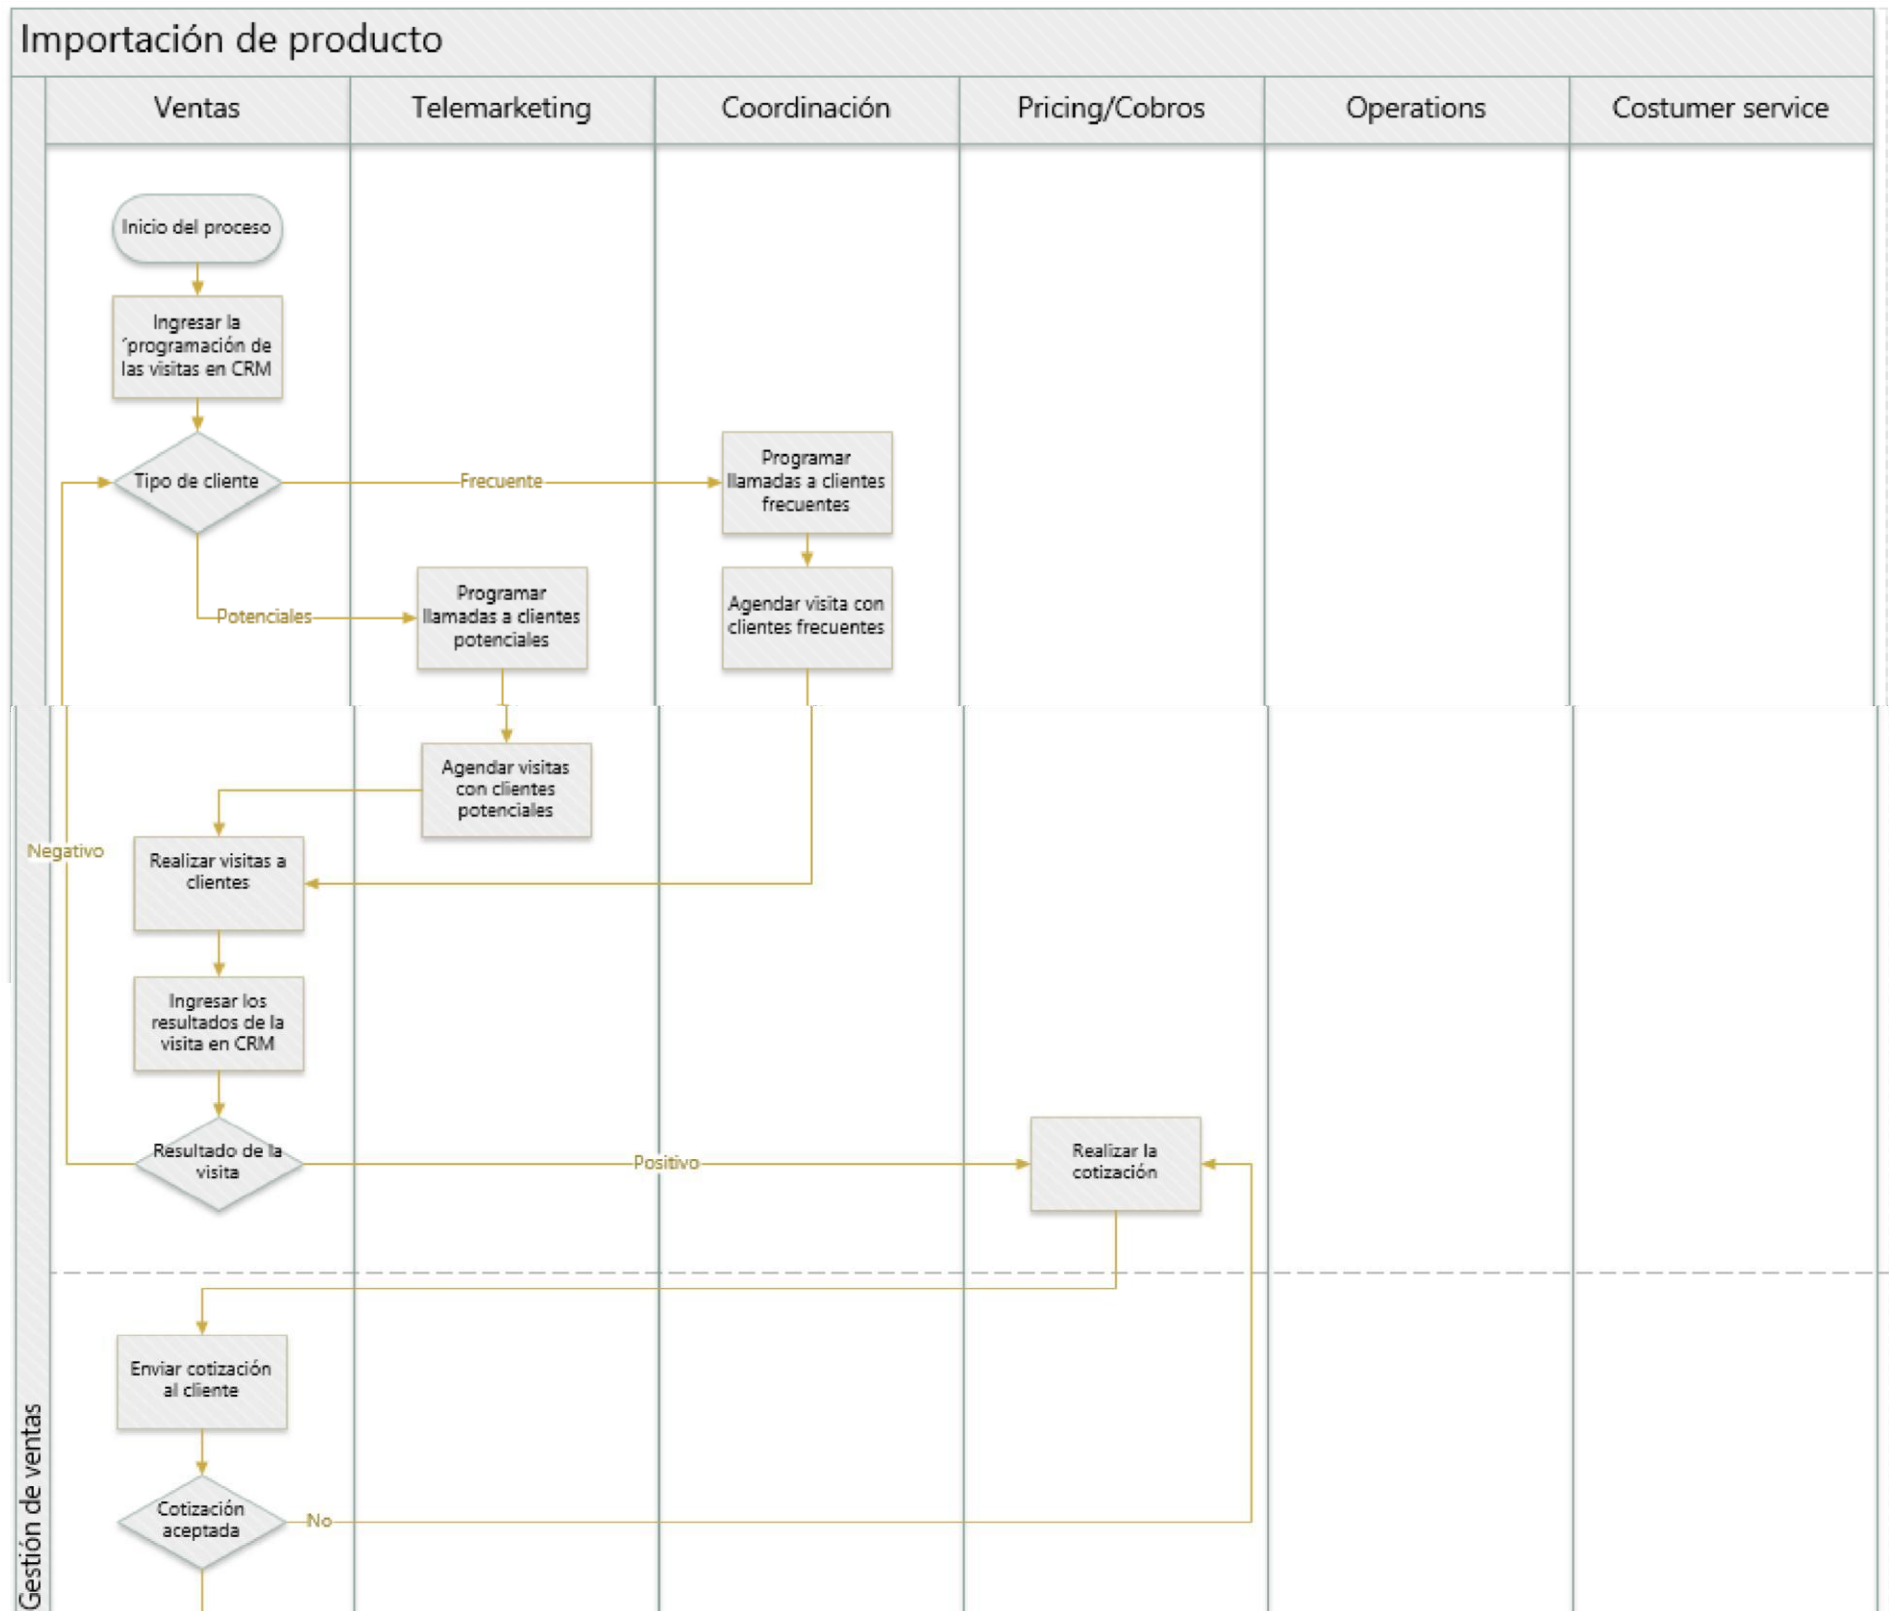 Importación de producto
Ventas
Telemarketing
Coordinación
Pricing/Cobros
Operations
Costumer service
Inicio del proceso
Ingresar la
´programación de
las visitas en CRM
Tipo de cliente
Frecuente
Programar
llamadas a clientes
frecuentes
Potenciales
Programar
llamadas a clientes
potenciales
Agendar visita con
clientes frecuentes
Agendar visitas
con clientes
potenciales
Negativo
Realizar visitas a
clientes
Ingresar los
resultados de la
visita en CRM
Resultado de la
visita
Positivo
Realizar la
cotización
Enviar cotización
al cliente
Cotización
aceptada
No
Gestión de ventas